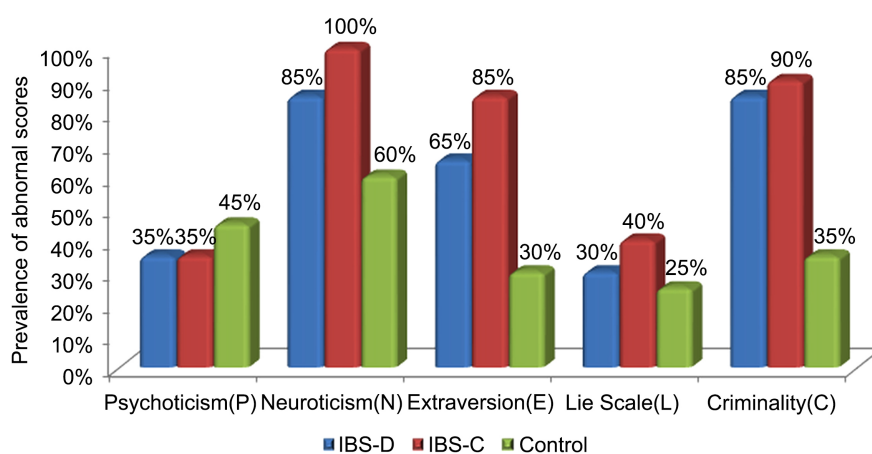 Prevalence of abnornal scores
100%
90%
80%
70%
60%
50%
40%
30%
20%
10%
0%
35% 35% 45%
85% 100% 60%
65% 85% 30%
30% 40% 25%
85% 90% 35%
Psychoticism(P) Neuroticism(N) Extraversion(E) Lie Scale(L) Criminality(C)
IBS-D IBS-C Control